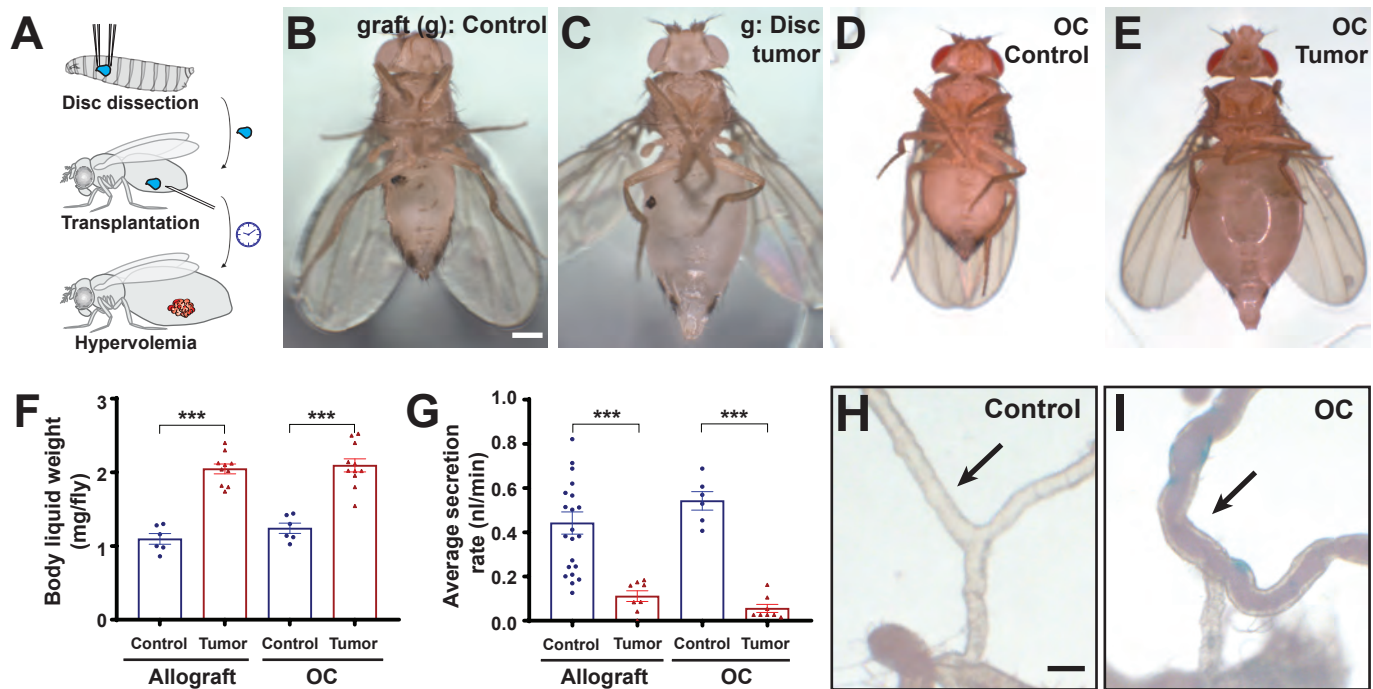 A
Disc dissection
Transplantation
Hypervolemia
B
graft (g): Control
C
g: Disc
tumor
D
OC
Control
E
OC
Tumor
F
Body liquid weight
(mg/fly)
3
2
1
0
***
***
Control Tumor Control Tumor
Allograft OC
G
Average secretion
rate (nl/min)
1.0
0.8
0.6
0.4
0.2
0.0
***
***
Control Tumor Control Tumor
Allograft OC
H
Control
I
OC